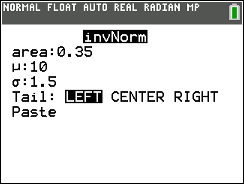 NORMAL FLOAT AUTO REAL RADIAN MP
invNorm
area:0.35
μ:10
σ:1.5
Tail: LEFT CENTER RIGHT
Paste